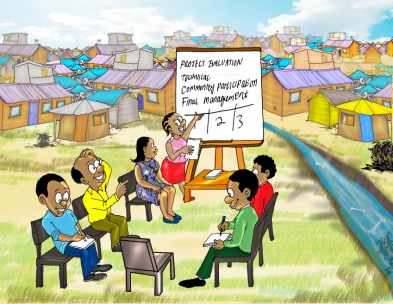 PROJECT EVALUATION
TECHNICAL
COMMUNITY PARTICIPATION
FINAL MANAGEMENT
1 2 3